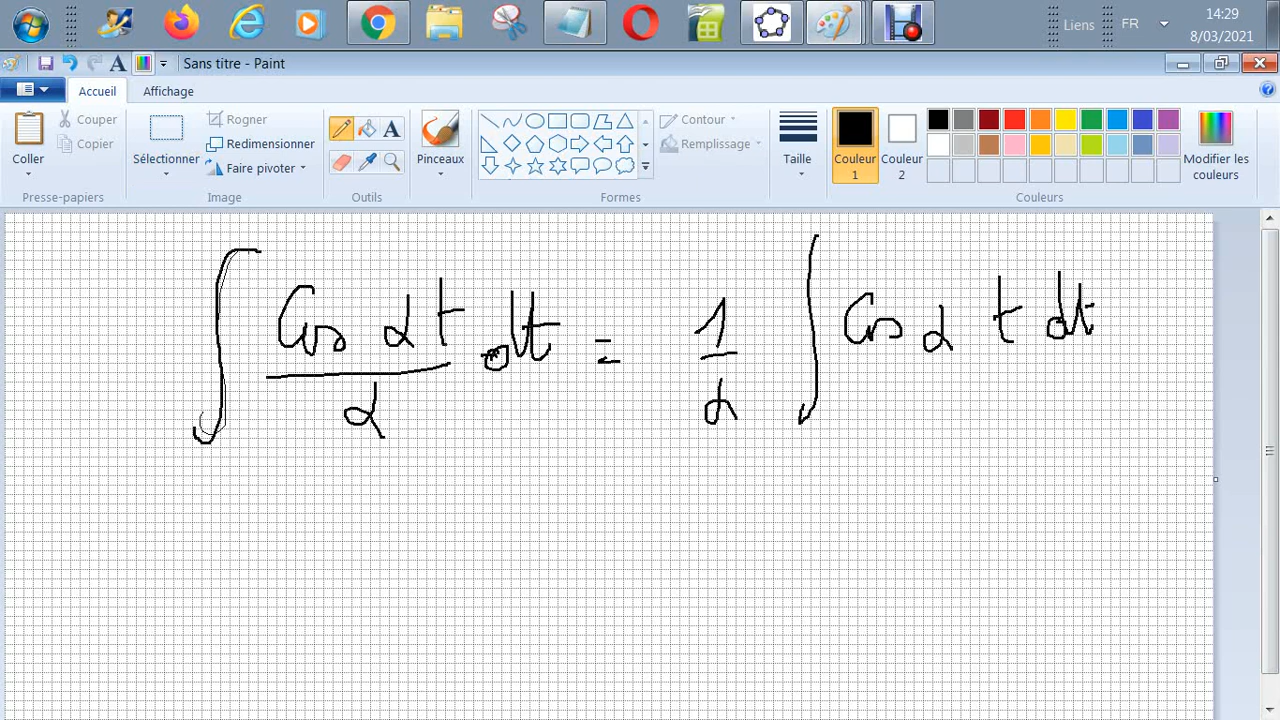 14:29
Liens FR
8/03/2021
Sans titre - Paint
Accueil Affichage
Coller
Couper
Copier
Presse-papiers
Sélectionner
Rogner
Redimensionner
Faire pivoter
Image
A
Outils
Pinceaux
Contour
Remplissage
Formes
Taille
Couleur 1
Couleur 2
Modifier les couleurs
Couleurs
∫ Cos αt / α dt = 1/α ∫ Cos α t dt